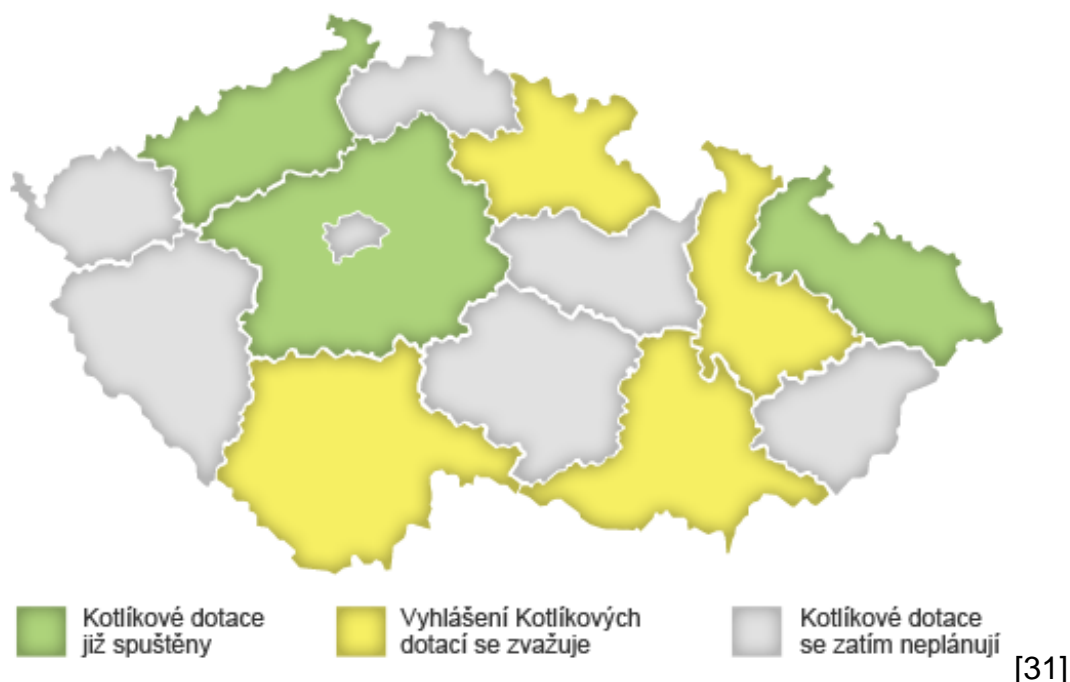 Kotlíkové dotace
již spuštěny
Vyhlášení Kotlíkových
dotací se zvažuje
Kotlíkové dotace
se zatím neplánují
[31]